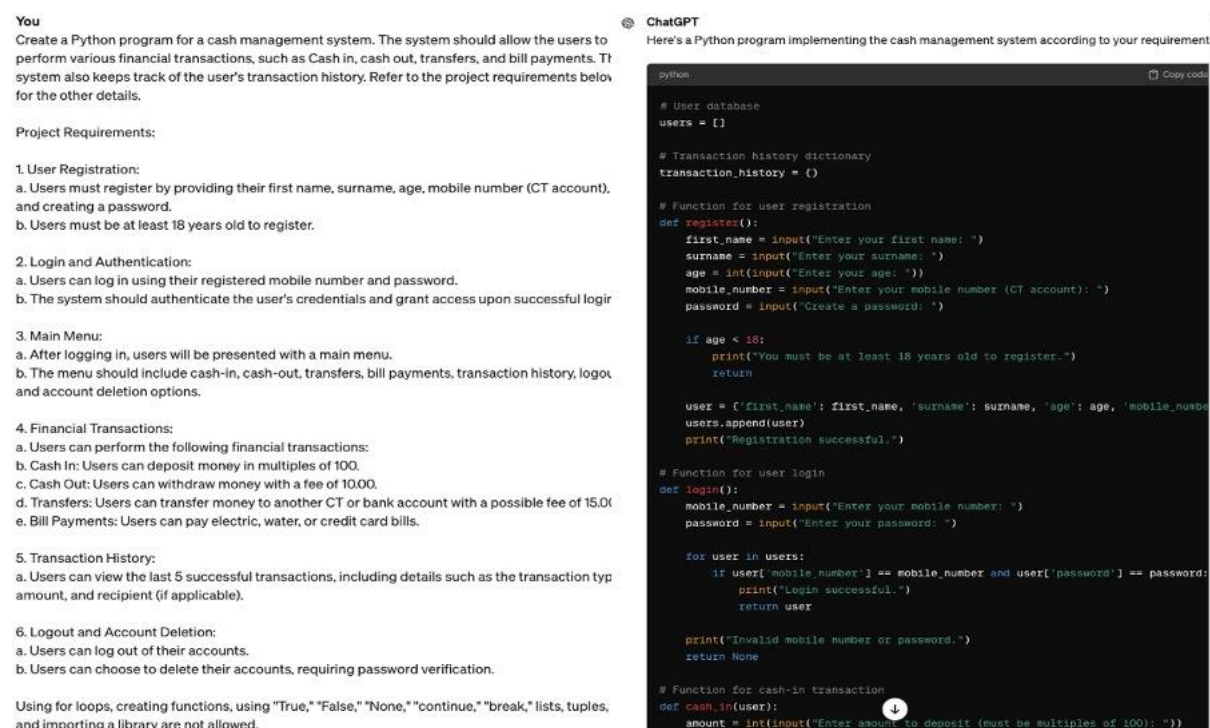 You
Create a Python program for a cash management system. The system should allow the users to
perform various financial transactions, such as Cash in, cash out, transfers, and bill payments.
system also keeps track of the user's transaction history. Refer to the project requirements
for the other details.
Project Requirements:
1. User Registration:
a. Users must register by providing their first name, surname, age, mobile number (CT account),
and creating a password.
b. Users must be at least 18 years old to register.
2. Login and Authentication:
a. Users can log in using their registered mobile number and password.
b. The system should authenticate the user's credentials and grant access upon successful
3. Main Menu:
a. After logging in, users will be presented with a main menu.
b. The menu should include cash-in, cash-out, transfers, bill payments, transaction history,
and account deletion options.
4. Financial Transactions:
a. Users can perform the following financial transactions:
b. Cash In: Users can deposit money in multiples of 100.
c. Cash Out: Users can withdraw money with a fee of 10.00.
d. Transfers: Users can transfer money to another CT or bank account with a possible fee of
e. Bill Payments: Users can pay electric, water, or credit card bills.
5. Transaction History:
a. Users can view the last 5 successful transactions, including details such as the transaction
amount, and recipient (if applicable).
6. Logout and Account Deletion:
a. Users can log out of their accounts.
b. Users can choose to delete their accounts, requiring password verification.
Using for loops, creating functions, using "True," "False," "None," "continue," "break," lists, tuples,
and importing a library are not allowed.
ChatGPT
Here's a Python program implementing the cash management system according to your requirement
python
Copy code
# User database
users = []
# Transaction history dictionary
transaction_history = {}
# Function for user registration
def register():
first_name = input("Enter your first name: ")
surname = input("Enter your surname: ")
age = int(input("Enter your age: "))
mobile_number = input("Enter your mobile number (CT account): ")
password = input("Create a password: ")
if age < 18:
print("You must be at least 18 years old to register.")
return
user = {'first_name': first_name, 'surname': surname, 'age': age,
users.append(user)
print("Registration successful.")
# Function for user login
def login():
mobile_number = input("Enter your mobile number: ")
password = input("Enter your password: ")
for user in users:
if user['mobile_number'] == mobile_number and user['password'] == password:
print("Login successful.")
return user
print("Invalid mobile number or password.")
return None
# Function for cash-in transaction
def cash_in(user):
amount = int(input("Enter amount to deposit (must be multiples of 100): "))